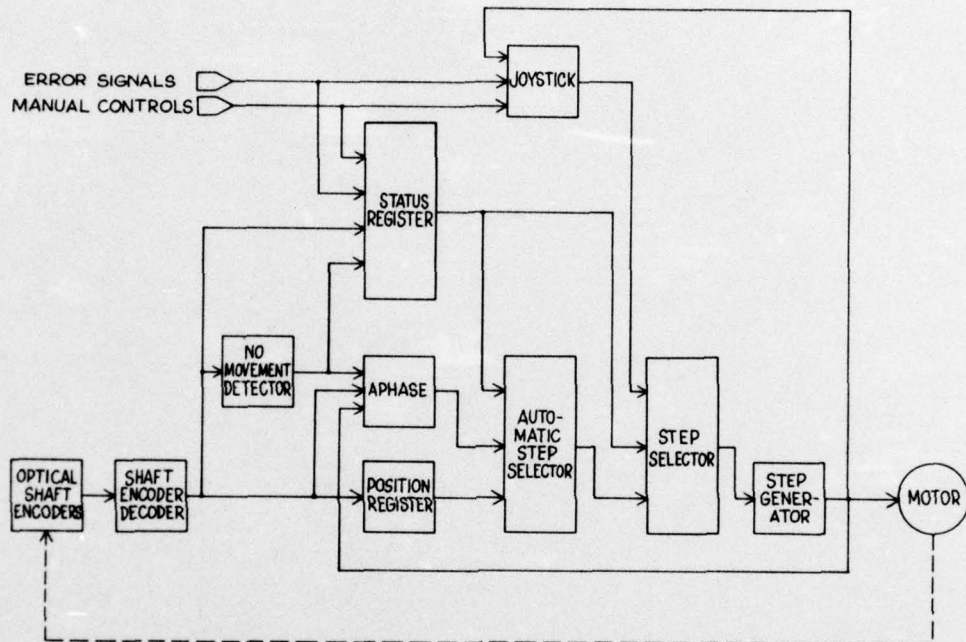 ERROR SIGNALS
MANUAL CONTROLS
JOYSTICK
STATUS
REGISTER
NO
MOVEMENT
DETECTOR
APHASE
AUTO-
MATIC
STEP
SELECTOR
STEP
SELECTOR
OPTICAL
SHAFT
ENCODERS
SHAFT
ENCODER
DECODER
POSITION
REGISTER
STEP
GENER-
ATOR
MOTOR